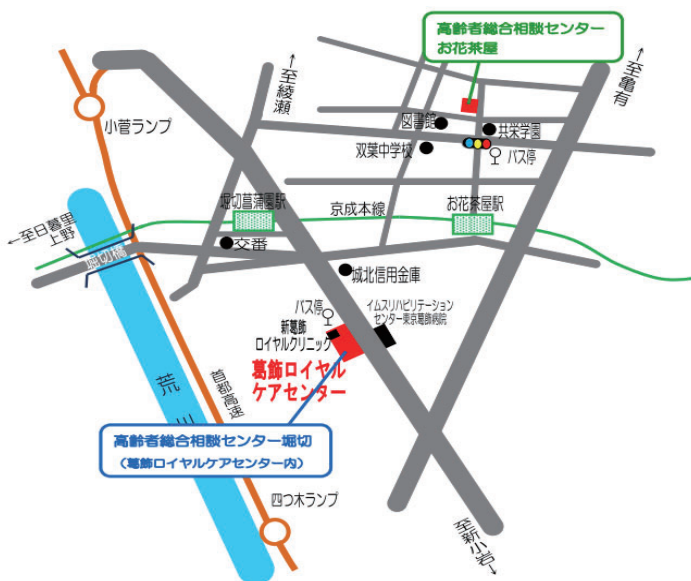 高齢者総合相談センター
お花茶屋
←至綾瀬
←至亀有
小菅ランプ
図書館
共栄学園
双葉中学校
バス停
堀切菖蒲園駅
京成本線
お花茶屋駅
←至日暮里
上野
堀切橋
交番
城北信用金庫
バス停
イムスリハビリテーション
センター東京葛飾病院
新葛飾
ロイヤルクリニック
葛飾ロイヤル
ケアセンター
荒川
首都高速
高齢者総合相談センター堀切
(葛飾ロイヤルケアセンター内)
四つ木ランプ
至新小岩→